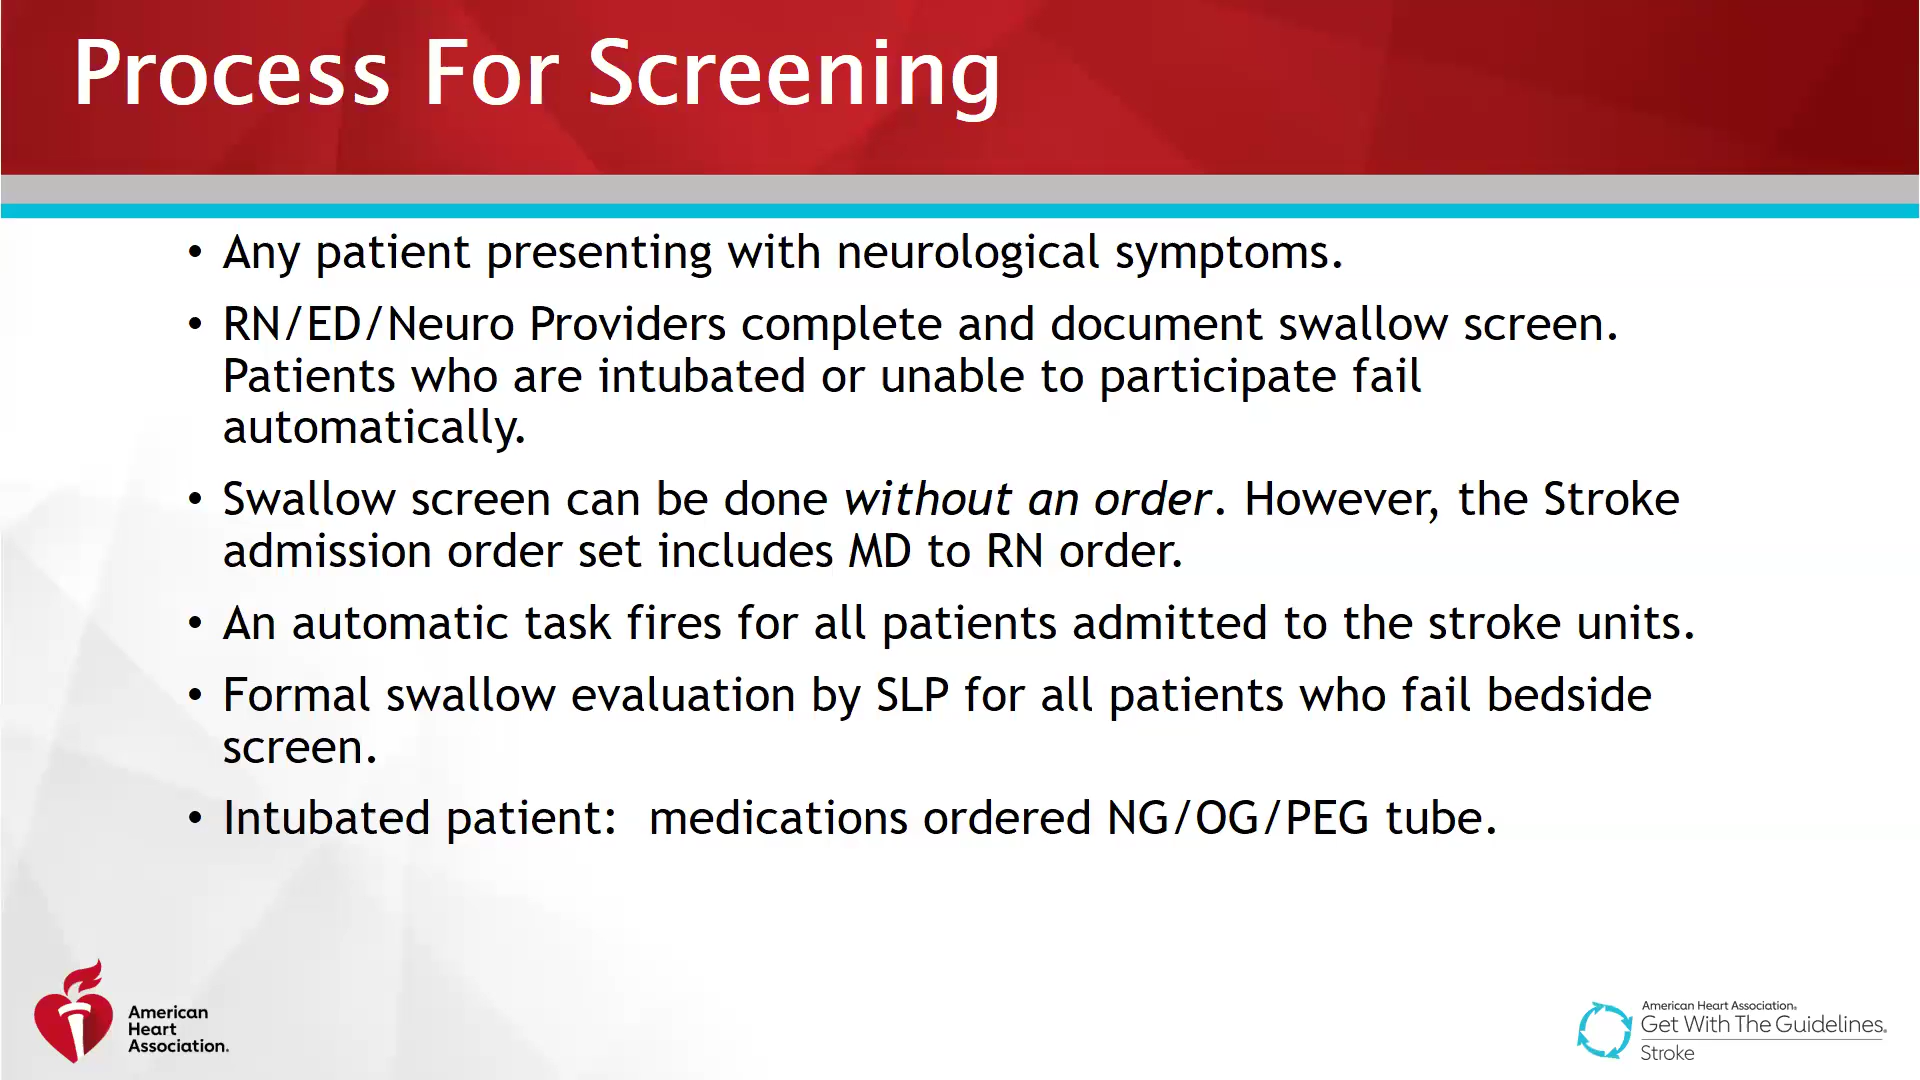 Process For Screening
• Any patient presenting with neurological symptoms.
• RN/ED/Neuro Providers complete and document swallow screen.
Patients who are intubated or unable to participate fail
automatically.
• Swallow screen can be done without an order. However, the Stroke
admission order set includes MD to RN order.
• An automatic task fires for all patients admitted to the stroke units.
• Formal swallow evaluation by SLP for all patients who fail bedside
screen.
• Intubated patient:  medications ordered NG/OG/PEG tube.
American
Heart
Association.
American Heart Association.
Get With The Guidelines.
Stroke